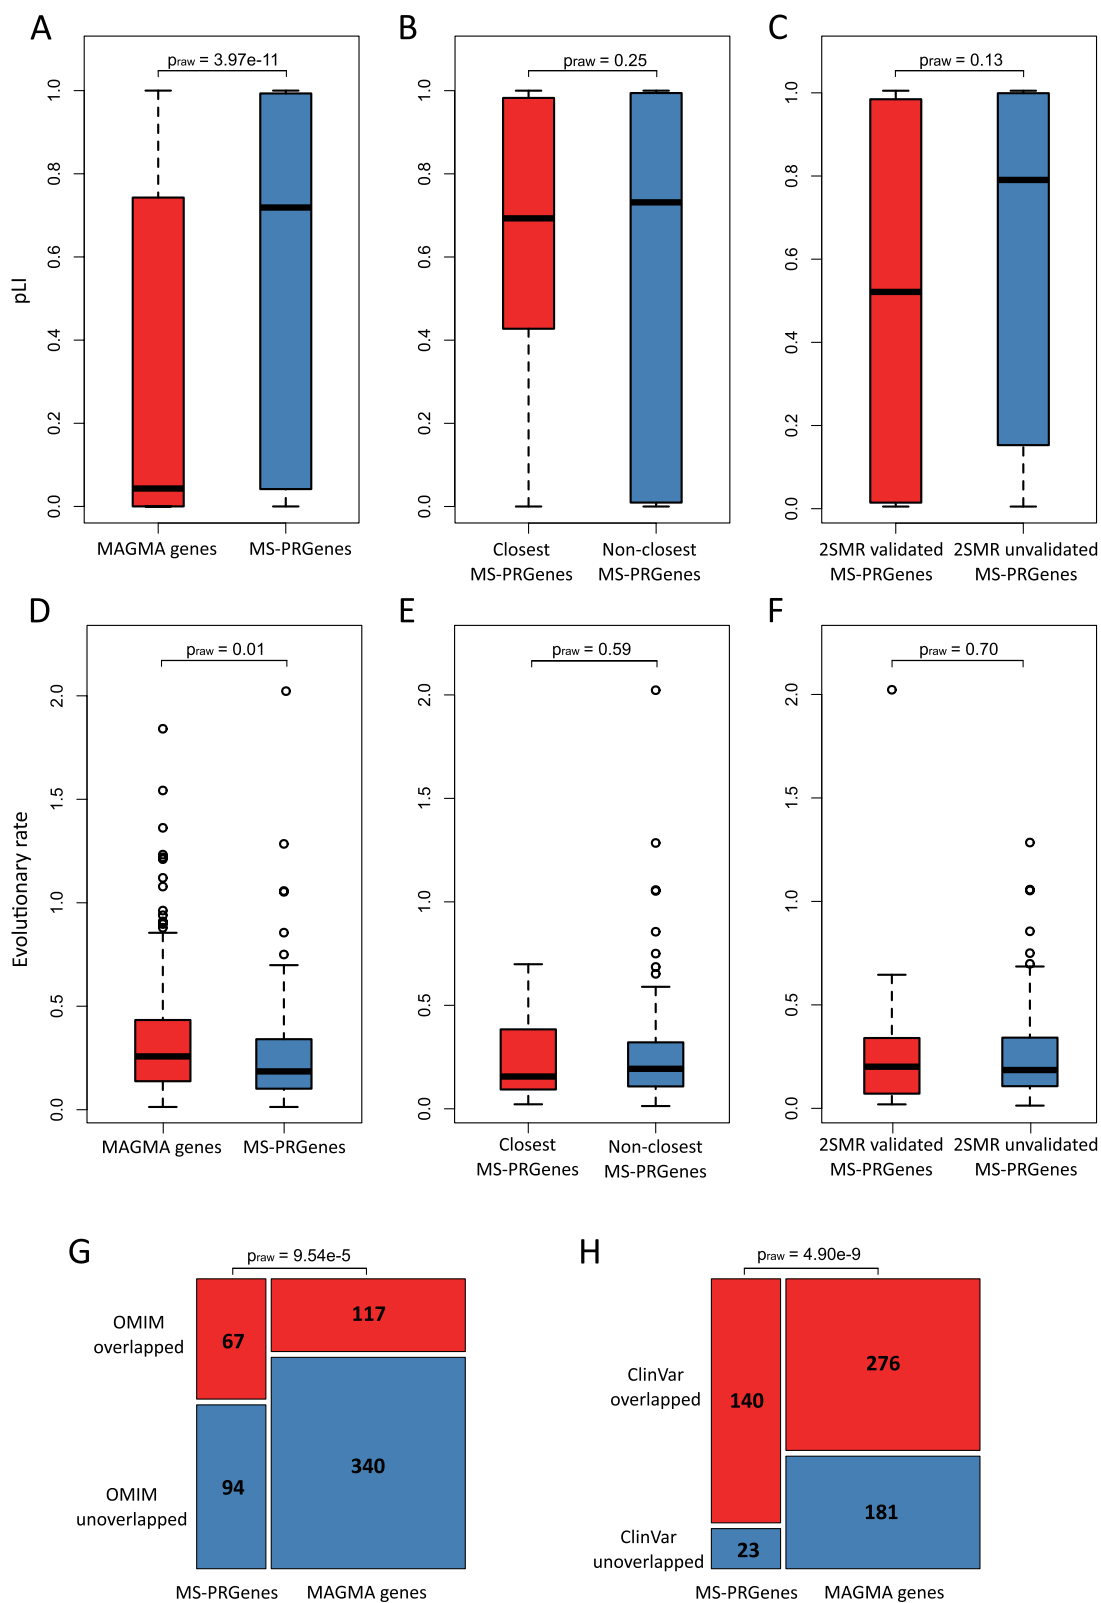 A
praw = 3.97e-11
pLI
0.0
0.2
0.4
0.6
0.8
1.0
MAGMA genes
MS-PRGenes
B
praw = 0.25
0.0
0.2
0.4
0.6
0.8
1.0
Closest
MS-PRGenes
Non-closest
MS-PRGenes
C
praw = 0.13
0.0
0.2
0.4
0.6
0.8
1.0
2SMR validated
MS-PRGenes
2SMR unvalidated
MS-PRGenes
D
praw = 0.01
Evolutionary rate
0.0
0.5
1.0
1.5
2.0
MAGMA genes
MS-PRGenes
E
praw = 0.59
0.0
0.5
1.0
1.5
2.0
Closest
MS-PRGenes
Non-closest
MS-PRGenes
F
praw = 0.70
0.0
0.5
1.0
1.5
2.0
2SMR validated
MS-PRGenes
2SMR unvalidated
MS-PRGenes
G
praw = 9.54e-5
OMIM
overlapped
67
117
OMIM
unoverlapped
94
340
MS-PRGenes
MAGMA genes
H
praw = 4.90e-9
ClinVar
overlapped
140
276
ClinVar
unoverlapped
23
181
MS-PRGenes
MAGMA genes